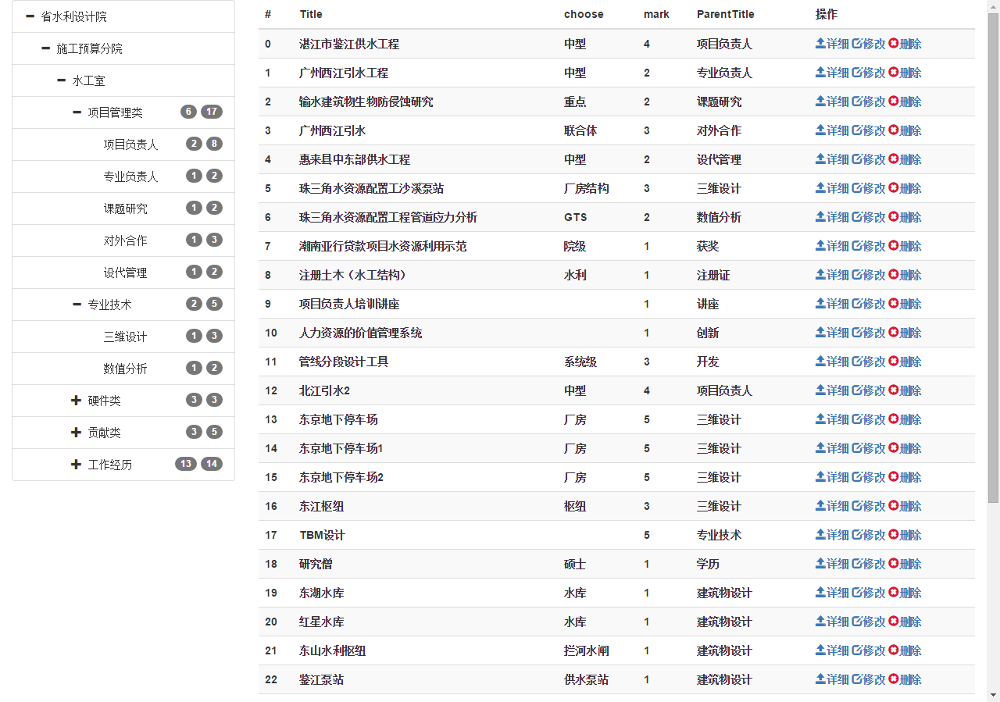 省水利设计院
施工预算分院
水工室
项目管理类 6 17
项目负责人 2 8
专业负责人 1 2
课题研究 1 2
对外合作 1 3
设代管理 1 2
专业技术 2 5
三维设计 1 3
数值分析 1 2
硬件类 3 3
贡献类 3 5
工作经历 13 14
# Title choose mark ParentTitle 操作
0 湛江市鉴江供水工程 中型 4 项目负责人 详细 修改 删除
1 广州西江引水工程 中型 2 专业负责人 详细 修改 删除
2 输水建筑物生物防侵蚀研究 重点 2 课题研究 详细 修改 删除
3 广州西江引水 联合体 3 对外合作 详细 修改 删除
4 惠来县中东部供水工程 中型 2 设代管理 详细 修改 删除
5 珠三角水资源配置工沙溪泵站 厂房结构 3 三维设计 详细 修改 删除
6 珠三角水资源配置工程管道应力分析 GTS 2 数值分析 详细 修改 删除
7 潮南亚行贷款项目水资源利用示范 院级 1 获奖 详细 修改 删除
8 注册土木（水工结构） 水利 1 注册证 详细 修改 删除
9 项目负责人培训讲座 1 讲座 详细 修改 删除
10 人力资源的价值管理系统 1 创新 详细 修改 删除
11 管线分段设计工具 系统级 3 开发 详细 修改 删除
12 北江引水2 中型 4 项目负责人 详细 修改 删除
13 东京地下停车场 厂房 5 三维设计 详细 修改 删除
14 东京地下停车场1 厂房 5 三维设计 详细 修改 删除
15 东京地下停车场2 厂房 5 三维设计 详细 修改 删除
16 东江枢纽 枢纽 3 三维设计 详细 修改 删除
17 TBM设计 5 专业技术 详细 修改 删除
18 研究僧 硕士 1 学历 详细 修改 删除
19 东湖水库 水库 1 建筑物设计 详细 修改 删除
20 红星水库 水库 1 建筑物设计 详细 修改 删除
21 东山水利枢纽 拦河水闸 1 建筑物设计 详细 修改 删除
22 鉴江泵站 供水泵站 1 建筑物设计 详细 修改 删除